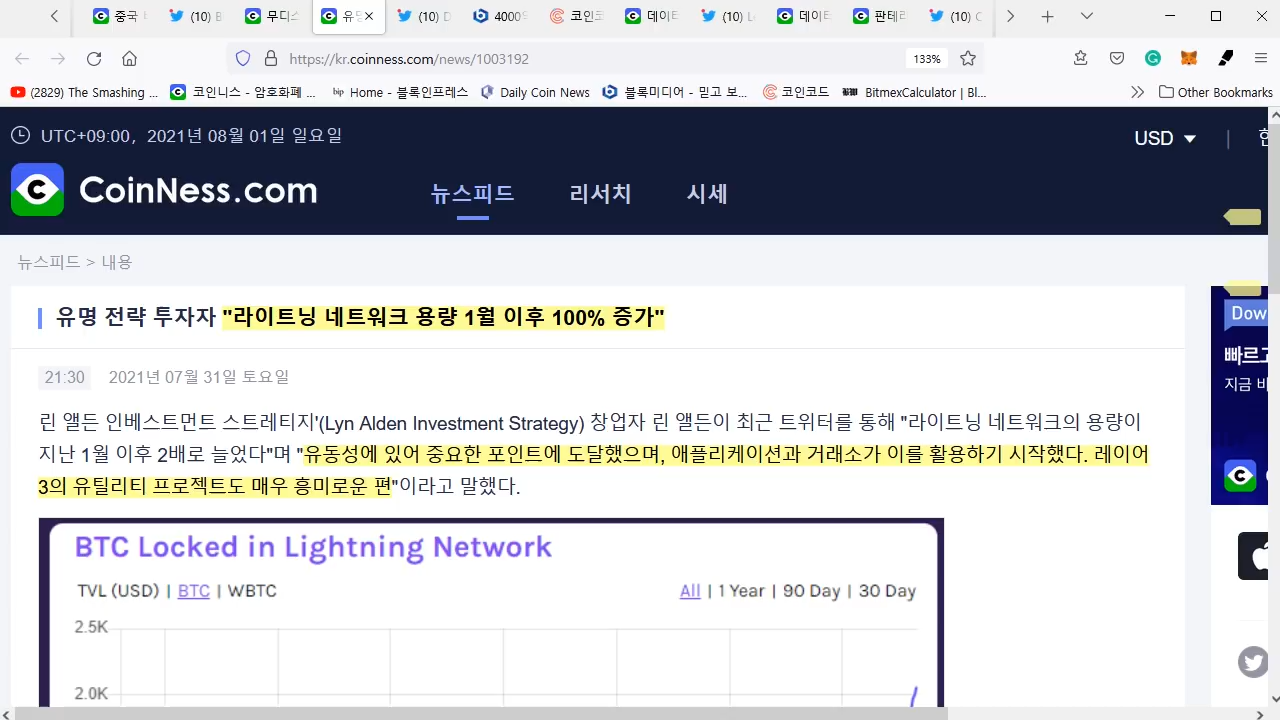 중국
(10)
무디스
유명
(10)
4000
코인코
데이터
(10)
데이터
판테라
(10)
https://kr.coinness.com/news/1003192
133%
(2829) The Smashing ...
코인니스 - 암호화폐 ...
bip Home - 블록인프레스
Daily Coin News
블록미디어 - 믿고 보...
코인코드
BitmexCalculator | Bl...
Other Bookmarks
UTC+09:00, 2021년 08월 01일 일요일
USD
CoinNess.com
뉴스피드
리서치
시세
뉴스피드 > 내용
유명 전략 투자자 "라이트닝 네트워크 용량 1월 이후 100% 증가"
21:30 2021년 07월 31일 토요일
린 앨든 인베스트먼트 스트레티지'(Lyn Alden Investment Strategy) 창업자 린 앨든이 최근 트위터를 통해 "라이트닝 네트워크의 용량이
지난 1월 이후 2배로 늘었다"며 "유동성에 있어 중요한 포인트에 도달했으며, 애플리케이션과 거래소가 이를 활용하기 시작했다. 레이어
3의 유틸리티 프로젝트도 매우 흥미로운 편"이라고 말했다.
Dow
빠르고
지금 바
BTC Locked in Lightning Network
TVL (USD) | BTC | WBTC
All | 1 Year | 90 Day | 30 Day
2.5K
2.0K